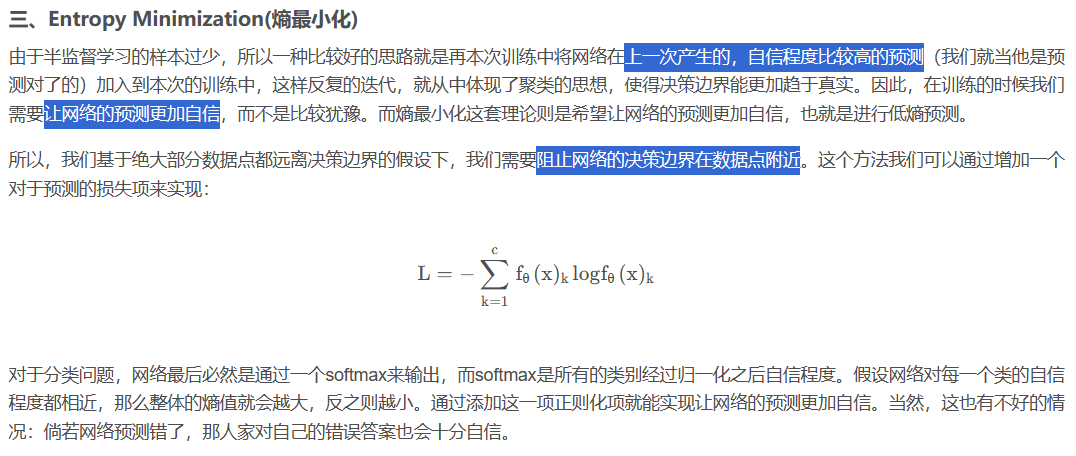 三、Entropy Minimization(熵最小化)
由于半监督学习的样本过少，所以一种比较好的思路就是再本次训练中将网络在上一次产生的，自信程度比较高的预测（我们就当他是预
测对了的）加入到本次的训练中，这样反复的迭代，就从中体现了聚类的思想，使得决策边界能更加趋于真实。因此，在训练的时候我们
需要让网络的预测更加自信，而不是比较犹豫。而熵最小化这套理论则是希望让网络的预测更加自信，也就是进行低熵预测。
所以，我们基于绝大部分数据点都远离决策边界的假设下，我们需要阻止网络的决策边界在数据点附近。这个方法我们可以通过增加一个
对于预测的损失项来实现：
L = − ∑_{k=1}^{c} f_θ (x)_k logf_θ (x)_k
对于分类问题，网络最后必然是通过一个softmax来输出，而softmax是所有的类别经过归一化之后自信程度。假设网络对每一个类的自信
程度都相近，那么整体的熵值就会越大，反之则越小。通过添加这一项正则化项就能实现让网络的预测更加自信。当然，这也有不好的情
况：倘若网络预测错了，那人家对自己的错误答案也会十分自信。